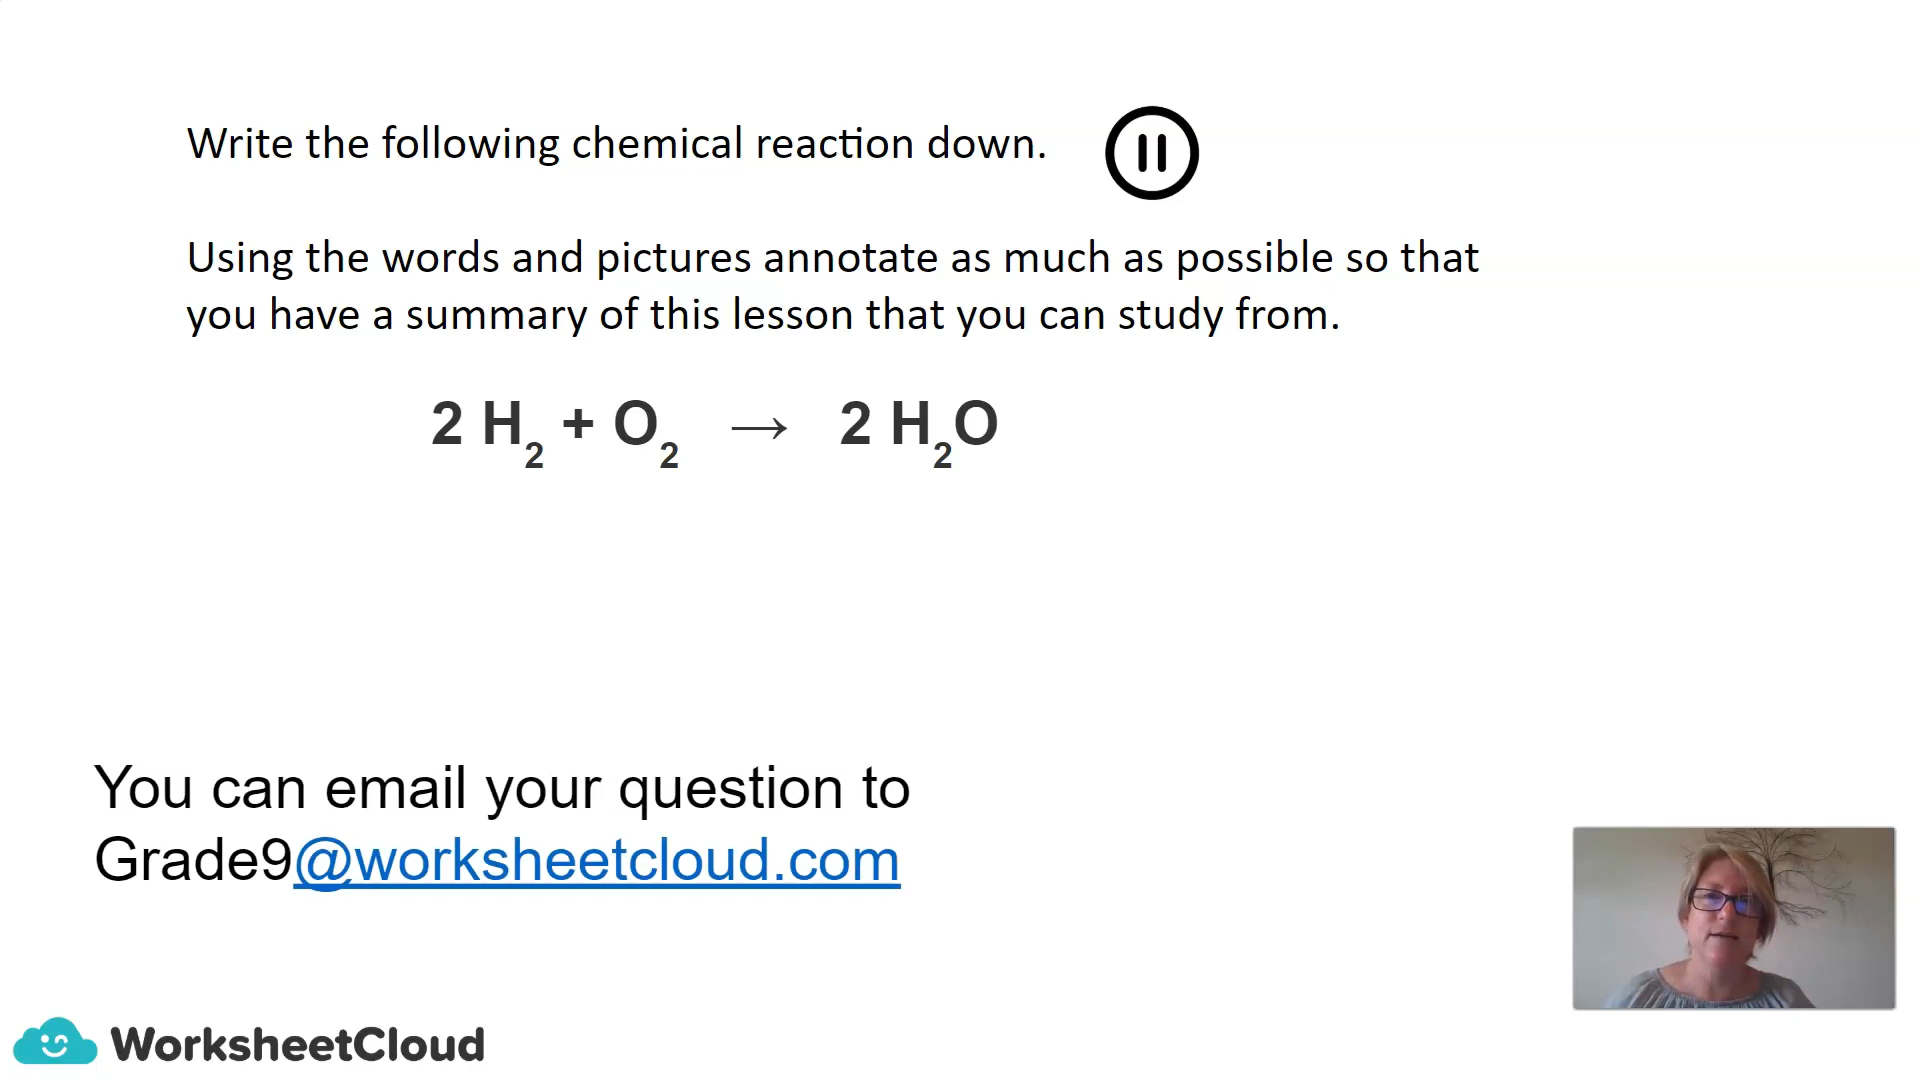 Write the following chemical reaction down.
Using the words and pictures annotate as much as possible so that
you have a summary of this lesson that you can study from.
2 H₂ + O₂ → 2 H₂O
You can email your question to
Grade9@worksheetcloud.com
WorksheetCloud